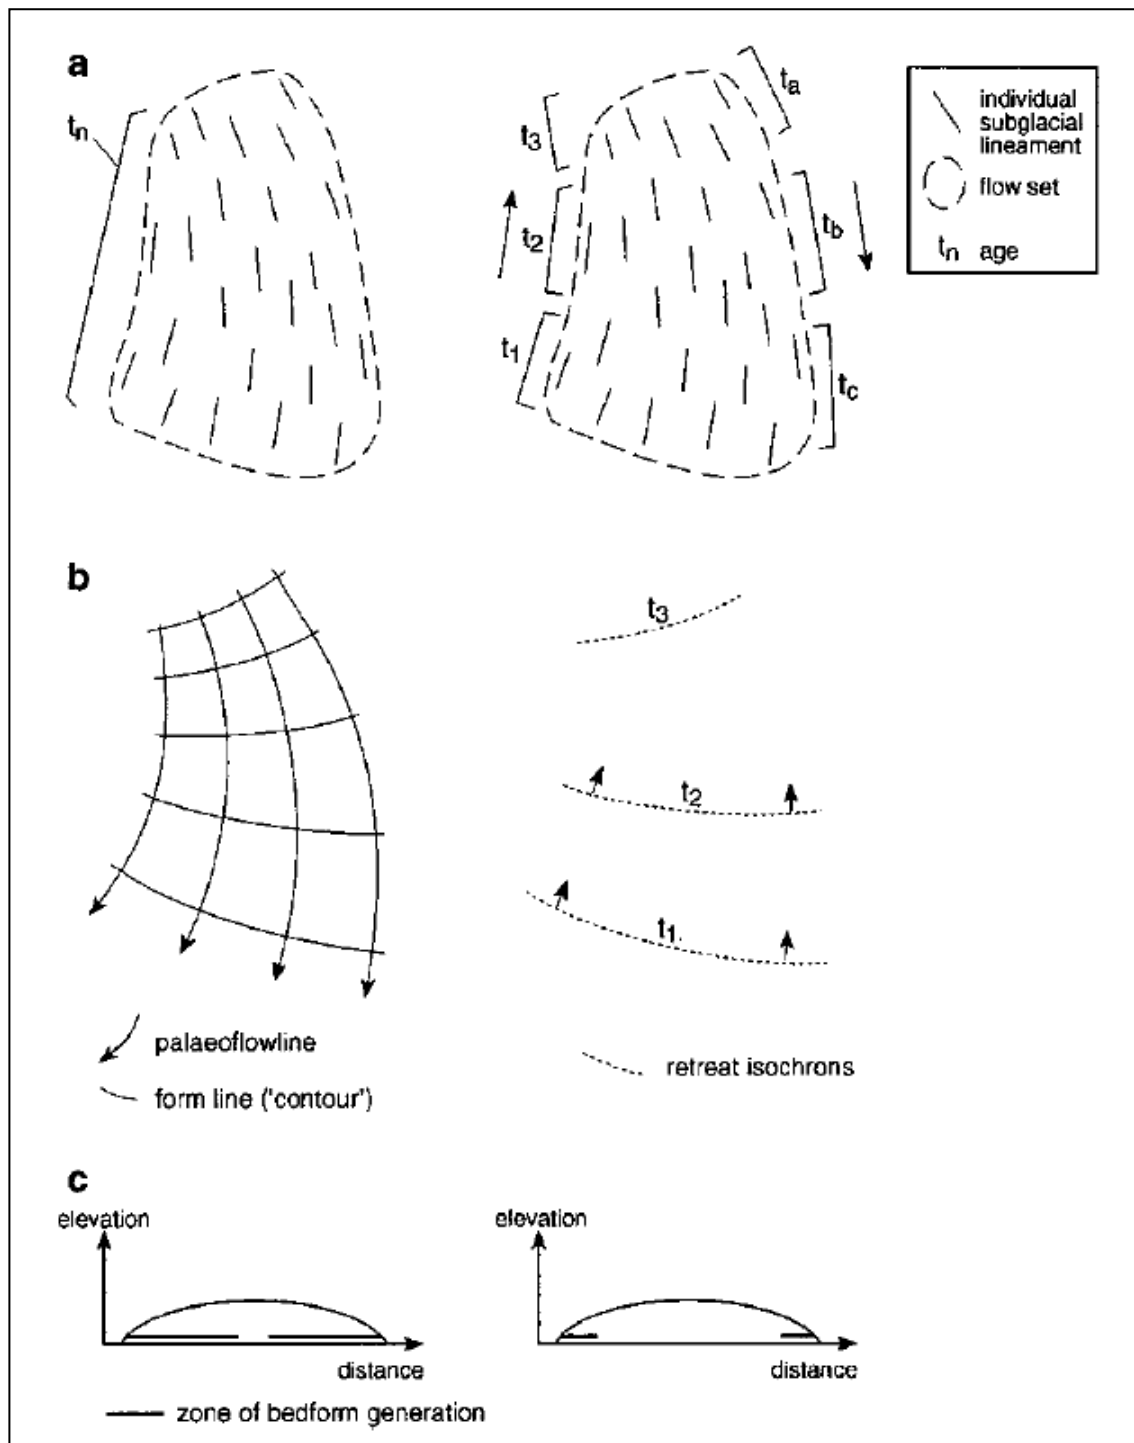 a
tn
t3
t2
t1
ta
tb
tc
individual
subglacial
lineament
flow set
tn age
b
t3
t2
t1.
palaeoflowline
form line ('contour')
retreat isochrons
c
elevation
distance
elevation
distance
zone of bedform generation